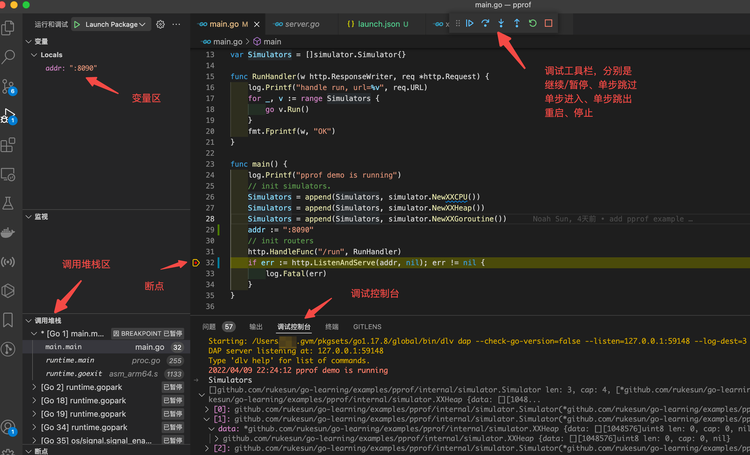 main.go — pprof
运行和调试
Launch Package
main.go M
server.go
launch.json U
main.go > main
变量
Locals
addr: ":8090"
变量区
调试工具栏，分别是
继续/暂停、单步跳过
单步进入、单步跳出
重启、停止
13 var Simulators = []simulator.Simulator{}
14
15 func RunHandler(w http.ResponseWriter, req *http.Request) {
16 log.Printf("handle run, url=%v", req.URL)
17 for _, v := range Simulators {
18 go v.Run()
19 }
20 fmt.Fprintf(w, "OK")
21 }
22
23 func main() {
24 log.Printf("pprof demo is running")
25 // init simulators.
26 Simulators = append(Simulators, simulator.NewXXCPU())
27 Simulators = append(Simulators, simulator.NewXXHeap())
28 Simulators = append(Simulators, simulator.NewXXGoroutine())
Noah Sun, 4天前 • add pprof example …
29 addr := ":8090"
30 // init routers
31 http.HandleFunc("/run", RunHandler)
32 if err := http.ListenAndServe(addr, nil); err != nil {
33 log.Fatal(err)
34 }
35 }
36
监视
调用堆栈区
断点
调试控制台
调用堆栈
* [Go 1] main.m... BREAKPOINT 已暂停
main.main main.go 32
runtime.main proc.go 255
runtime.goexit asm_arm64.s 1133
[Go 2] runtime.gopark 已暂停
[Go 18] runtime.gopark 已暂停
[Go 19] runtime.gopark 已暂停
[Go 34] runtime.gopark 已暂停
[Go 35] os/signal.signal_ena... 已暂停
断点
问题 57 输出 调试控制台 终端 GITLENS
Starting: /Users/ .gvm/pkgsets/go1.17.8/global/bin/dlv dap --check-go-version=false --listen=127.0.0.1:59148 --log-dest=3
DAP server listening at: 127.0.0.1:59148
Type 'dlv help' for list of commands.
2022/04/09 22:24:12 pprof demo is running
Simulators
[]github.com/rukesun/go-learning/examples/pprof/internal/simulator.Simulator len: 3, cap: 4, [*github.com/rukesun/go-learning/examples/pprof/internal/simulator.XXHeap {data: [][1048...
[0]: github.com/rukesun/go-learning/examples/pprof/internal/simulator.Simulator(*github.com/rukesun/go-learning/examples/p
[1]: github.com/rukesun/go-learning/examples/pprof/internal/simulator.Simulator(*github.com/rukesun/go-learning/examples/p
data: *github.com/rukesun/go-learning/examples/pprof/internal/simulator.XXHeap {data: [][1048576]uint8 len: 0, cap: 0, nil
github.com/rukesun/go-learning/examples/pprof/internal/simulator.XXHeap {data: [][1048576]uint8 len: 0, cap: 0, nil}
[2]: github.com/rukesun/go-learning/examples/pprof/internal/simulator.Simulator(*github.com/rukesun/go-learning/examples/p